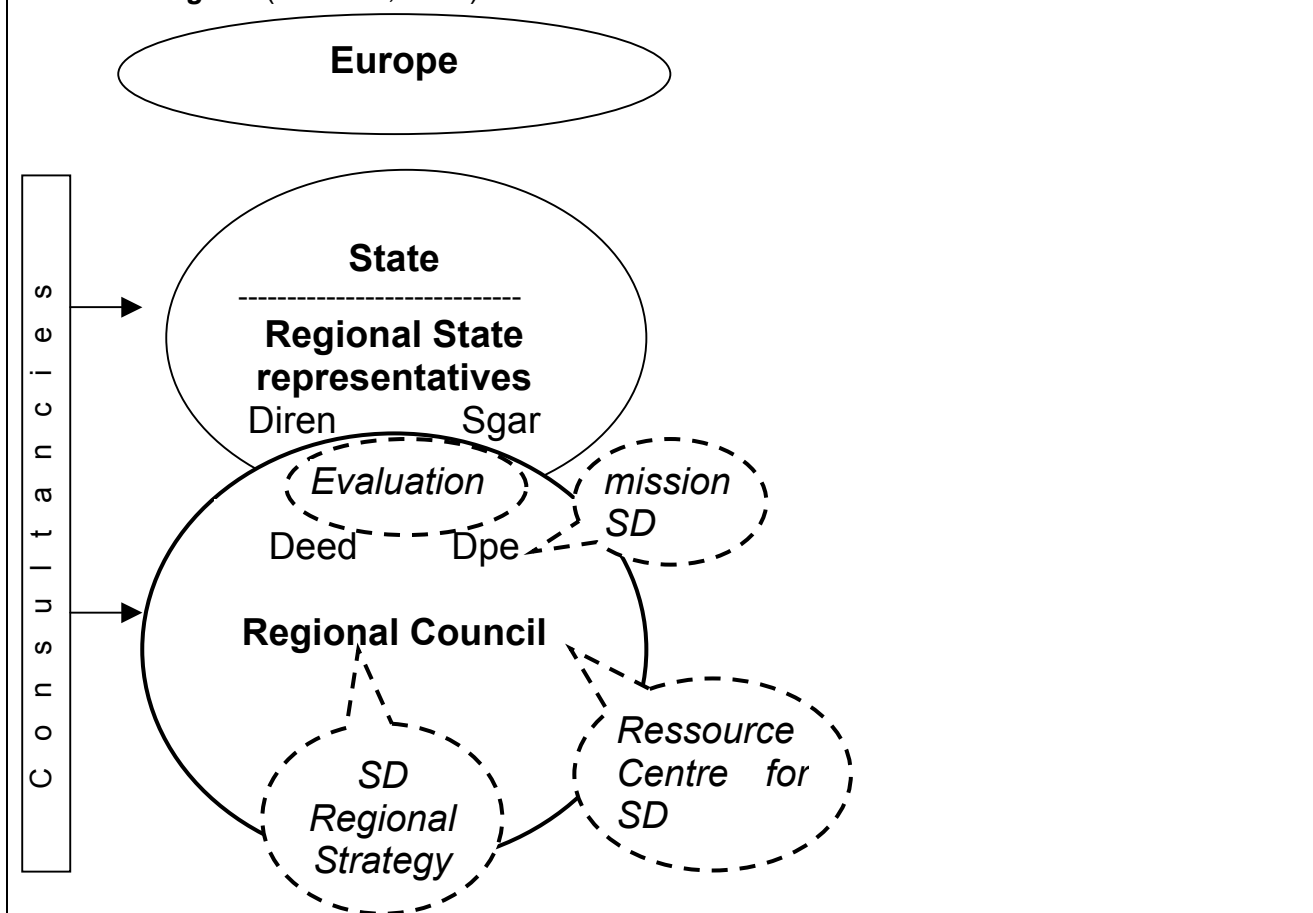 Europe
State
-----------------------------
Regional State
representatives
Diren Sgar
Evaluation
mission
SD
Deed Dpe
Regional Council
Ressource
Centre for
SD
SD
Regional
Strategy
Consultancies